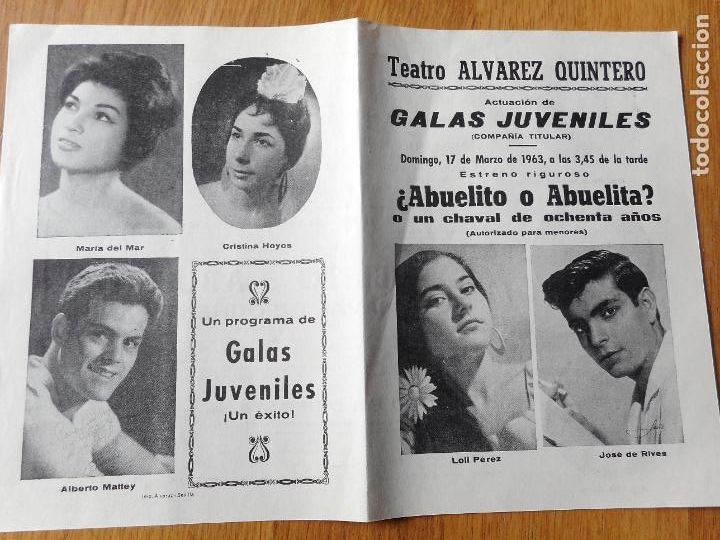 María del Mar
Cristina Hoyos
Alberto Mattey
Un programa de
Galas
Juveniles
¡Un éxito!
Teatro ALVAREZ QUINTERO
Actuación de
GALAS JUVENILES
(COMPAÑIA TITULAR)
Domingo, 17 de Marzo de 1963, a las 3,45 de la tarde
Estreno riguroso
¿Abuelito o Abuelita?
o un chaval de ochenta años
(Autorizado para menores)
Loli Pérez
José de Rives
todocoleccion